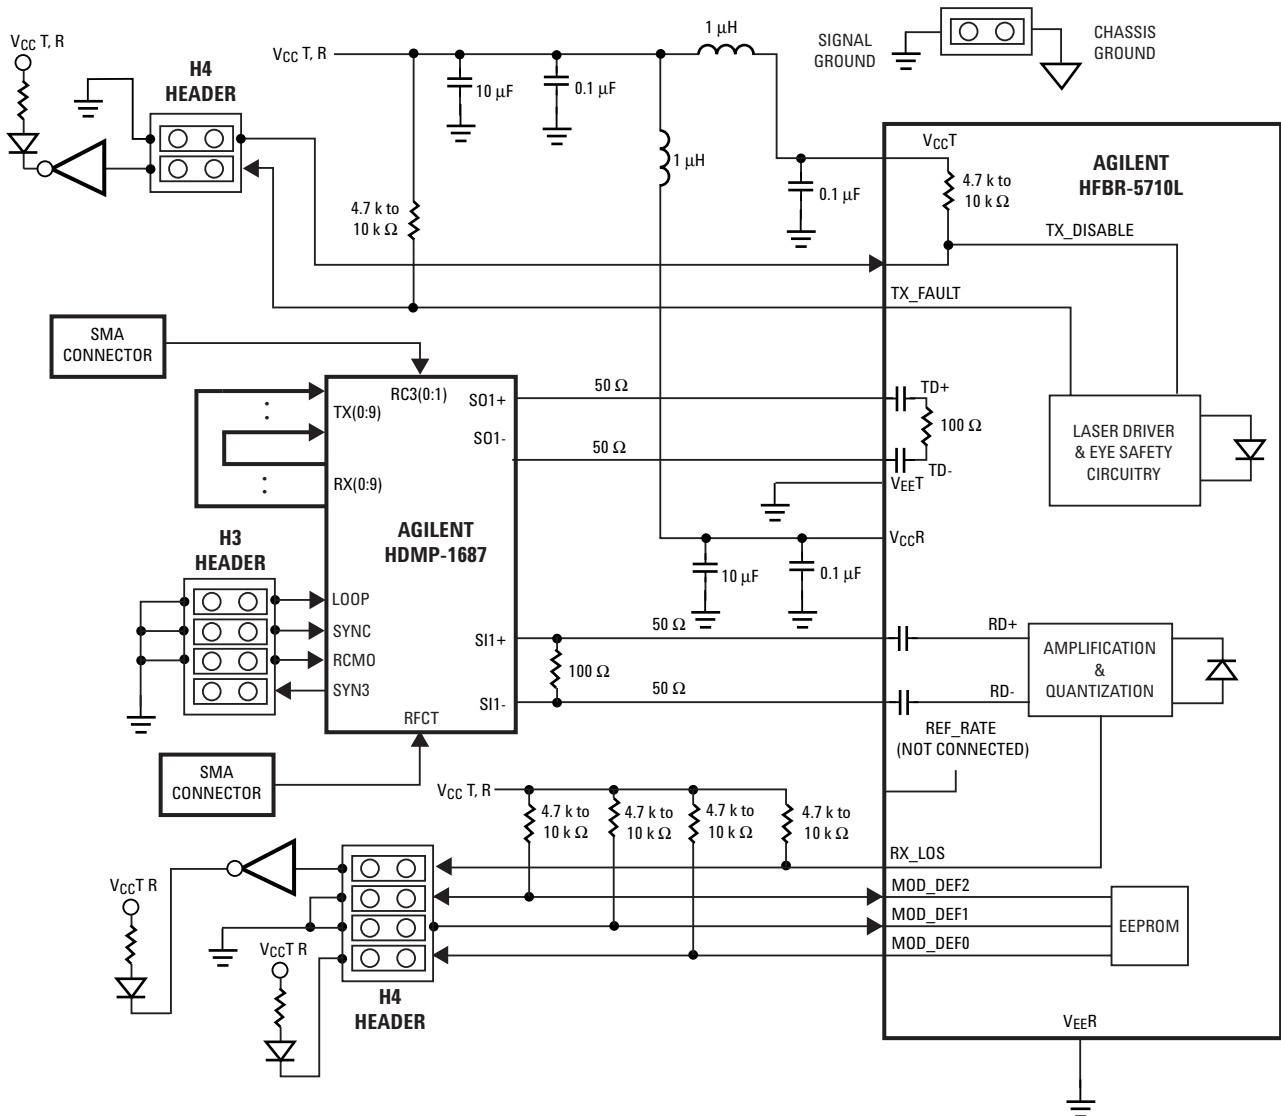 VCC T, R
H4
HEADER
VCC T, R
10 µF
0.1 µF
1 µH
SIGNAL
GROUND
CHASSIS
GROUND
1 µH
0.1 µF
4.7 k to
10 k Ω
VCCT
4.7 k to
10 k Ω
AGILENT
HFBR-5710L
TX_DISABLE
TX_FAULT
SMA
CONNECTOR
RC3(0:1)
TX(0:9)
RX(0:9)
SO1+
SO1-
50 Ω
50 Ω
TD+
100 Ω
TD-
VEET
LASER DRIVER
& EYE SAFETY
CIRCUITRY
AGILENT
HDMP-1687
VCCR
10 µF
0.1 µF
H3
HEADER
LOOP
SYNC
RCMO
SYN3
SI1+
SI1-
100 Ω
50 Ω
50 Ω
RD+
RD-
AMPLIFICATION
&
QUANTIZATION
RFCT
REF_RATE
(NOT CONNECTED)
SMA
CONNECTOR
VCC T, R
4.7 k to
10 k Ω
4.7 k to
10 k Ω
4.7 k to
10 k Ω
4.7 k to
10 k Ω
RX_LOS
MOD_DEF2
MOD_DEF1
MOD_DEF0
EEPROM
VCCT R
VCCT R
H4
HEADER
VEER